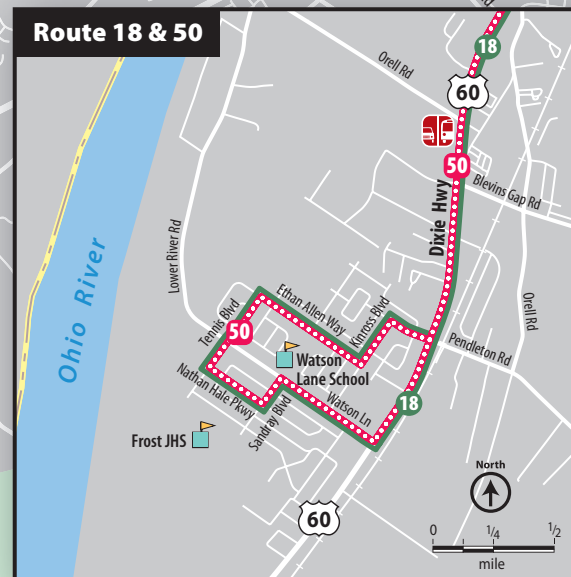 Route 18 & 50
18
Orell Rd
60
50
Blevins Gap Rd
Dixie Hwy
Lower River Rd
Orell Rd
Ohio River
Ethan Allen Way
Tennis Blvd
Kinross Blvd
50
Pendleton Rd
Watson
Lane School
Nathan Hale Pkwy
18
Watson Ln
Sandray Blvd
Frost JHS
North
60
0 1/4 1/2
mile